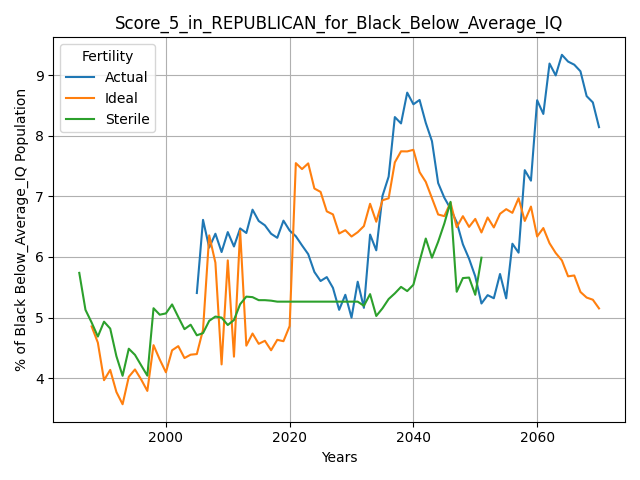 Score_5_in_REPUBLICAN_for_Black_Below_Average_IQ
Fertility
Actual
Ideal
Sterile
% of Black Below_Average_IQ Population
9
8
7
6
5
4
2000
2020
2040
2060
Years